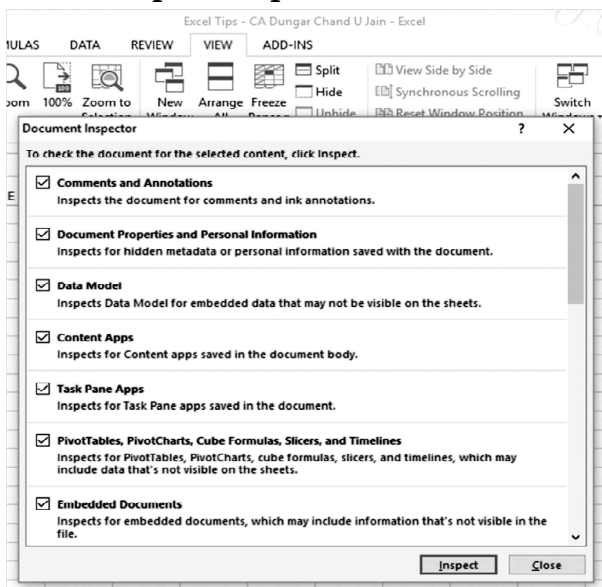 Excel Tips - CA Dungar Chand U Jain - Excel
MULAS DATA REVIEW VIEW ADD-INS
Split View Side by Side
Hide Synchronous Scrolling
oom 100% Zoom to New Arrange Freeze Switch
Selection Window All Panes Unhide Reset Window Position Windows
Document Inspector ? X
To check the document for the selected content, click Inspect.
E
Comments and Annotations
Inspects the document for comments and ink annotations.
Document Properties and Personal Information
Inspects for hidden metadata or personal information saved with the document.
Data Model
Inspects Data Model for embedded data that may not be visible on the sheets.
Content Apps
Inspects for Content apps saved in the document body.
Task Pane Apps
Inspects for Task Pane apps saved in the document.
PivotTables, PivotCharts, Cube Formulas, Slicers, and Timelines
Inspects for PivotTables, PivotCharts, cube formulas, slicers, and timelines, which may
include data that's not visible on the sheets.
Embedded Documents
Inspects for embedded documents, which may include information that's not visible in the
file.
Inspect Close